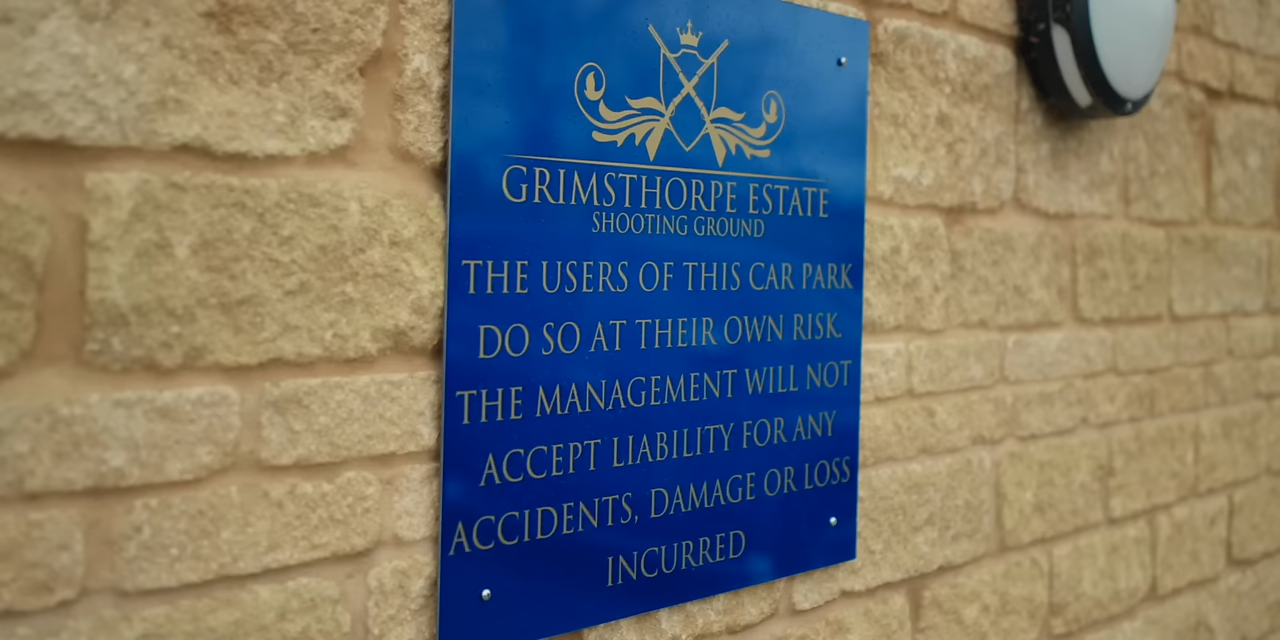 GRIMSTHORPE ESTATE
SHOOTING GROUND
THE USERS OF THIS CAR PARK
DO SO AT THEIR OWN RISK.
THE MANAGEMENT WILL NOT
ACCEPT LIABILITY FOR ANY
ACCIDENTS, DAMAGE OR LOSS
INCURRED